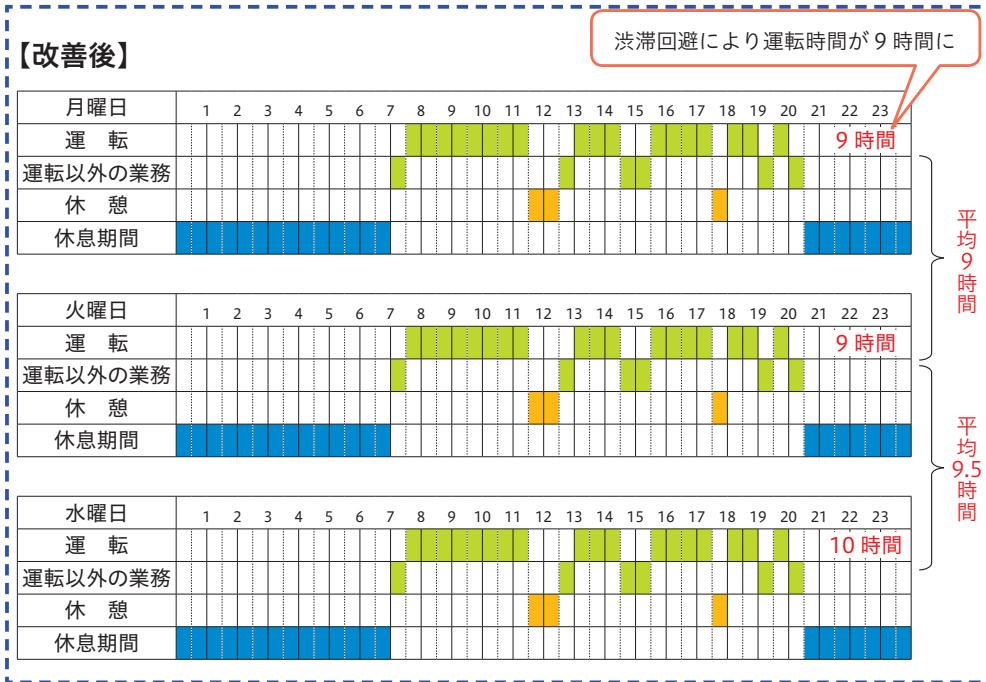 渋滞回避により運転時間が9時間に
【改善後】
月曜日 1 2 3 4 5 6 7 8 9 10 11 12 13 14 15 16 17 18 19 20 21 22 23
運 転 9時間
運転以外の業務
休 憩
休息期間
平均9時間
火曜日 1 2 3 4 5 6 7 8 9 10 11 12 13 14 15 16 17 18 19 20 21 22 23
運 転 9時間
運転以外の業務
休 憩
休息期間
平均9.5時間
水曜日 1 2 3 4 5 6 7 8 9 10 11 12 13 14 15 16 17 18 19 20 21 22 23
運 転 10時間
運転以外の業務
休 憩
休息期間